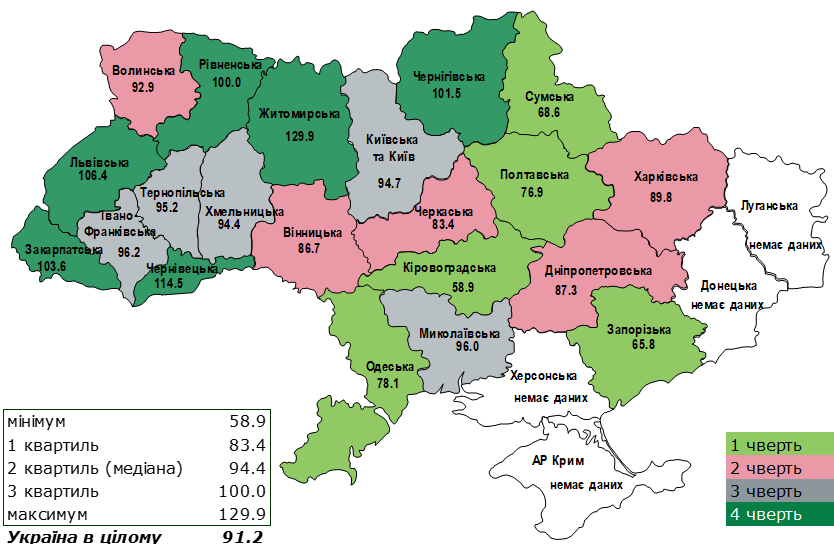 Волинська
92.9
Рівненська
100.0
Житомирська
129.9
Київська
та Київ
94.7
Чернігівська
101.5
Сумська
68.6
Львівська
106.4
Тернопільська
95.2
Хмельницька
94.4
Івано
Франківська
96.2
Закарпатська
103.6
Чернівецька
114.5
Вінницька
86.7
Черкаська
83.4
Полтавська
76.9
Харківська
89.8
Луганська
немає даних
Донецька
немає даних
Кіровоградська
58.9
Дніпропетровська
87.3
Запорізька
65.8
Миколаївська
96.0
Одеська
78.1
Херсонська
немає даних
АР Крим
немає даних
мінімум 58.9
1 квартиль 83.4
2 квартиль (медіана) 94.4
3 квартиль 100.0
максимум 129.9
Україна в цілому 91.2
1 чверть
2 чверть
3 чверть
4 чверть